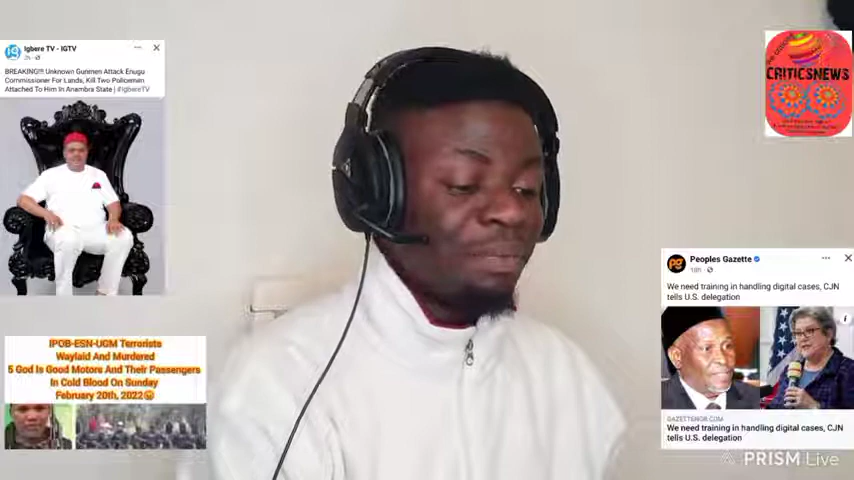 Igbere TV - IGTV
BREAKING!!! Unknown Gunmen Attack Enugu
Commissioner For Lands, Kill Two Policemen
Attached To Him In Anambra State | #IgbereTV
CRITICSNEWS
IPOB-ESN-UGM Terrorists
Waylaid And Murdered
5 God Is Good Motors And Their Passengers
In Cold Blood On Sunday
February 20th, 2022
Peoples Gazette
We need training in handling digital cases, CJN
tells U.S. delegation
GAZETTENGR.COM
We need training in handling digital cases, CJN
tells U.S. delegation
PRISM Live